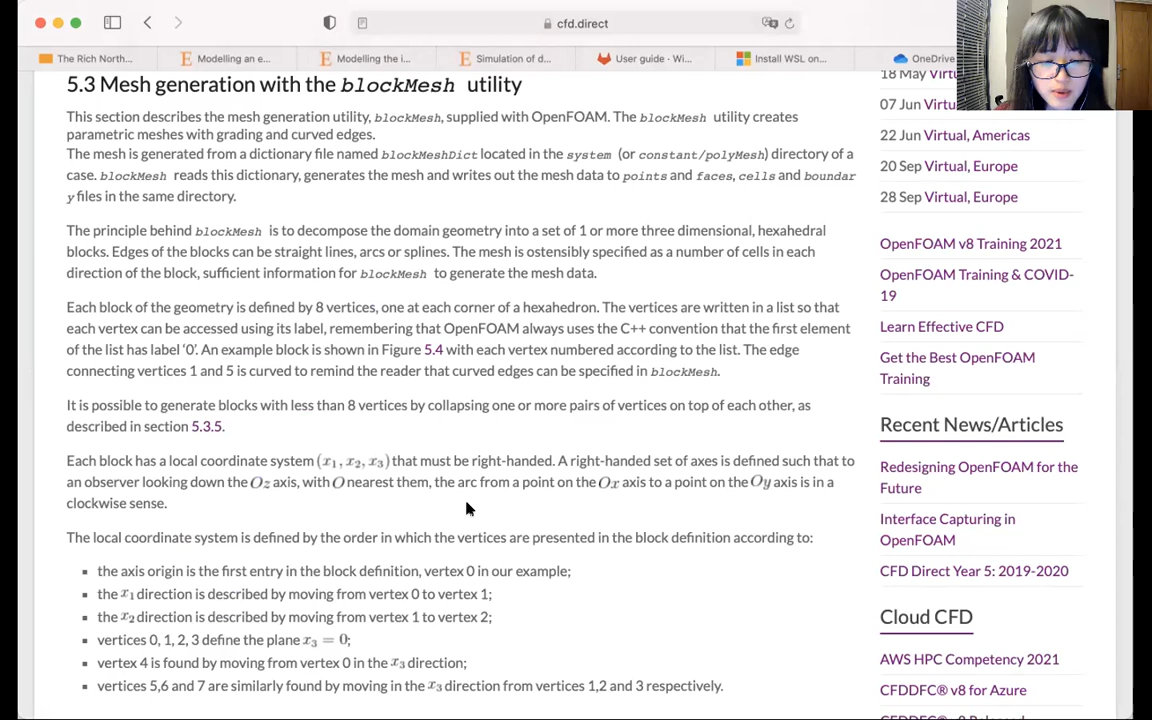 cfd.direct
The Rich North...
Modelling an e...
Modelling the i...
Simulation of d...
User guide - Wi...
Install WSL on...
OneDrive
5.3 Mesh generation with the blockMesh utility
This section describes the mesh generation utility, blockMesh, supplied with OpenFOAM. The blockMesh utility creates
parametric meshes with grading and curved edges.
The mesh is generated from a dictionary file named blockMeshDict located in the system (or constant/polyMesh) directory of a
case. blockMesh reads this dictionary, generates the mesh and writes out the mesh data to points and faces, cells and boundar
y files in the same directory.
The principle behind blockMesh is to decompose the domain geometry into a set of 1 or more three dimensional, hexahedral
blocks. Edges of the blocks can be straight lines, arcs or splines. The mesh is ostensibly specified as a number of cells in each
direction of the block, sufficient information for blockMesh to generate the mesh data.
Each block of the geometry is defined by 8 vertices, one at each corner of a hexahedron. The vertices are written in a list so that
each vertex can be accessed using its label, remembering that OpenFOAM always uses the C++ convention that the first element
of the list has label ‘0’. An example block is shown in Figure 5.4 with each vertex numbered according to the list. The edge
connecting vertices 1 and 5 is curved to remind the reader that curved edges can be specified in blockMesh.
It is possible to generate blocks with less than 8 vertices by collapsing one or more pairs of vertices on top of each other, as
described in section 5.3.5.
Each block has a local coordinate system (x₁, x₂, x₃) that must be right-handed. A right-handed set of axes is defined such that to
an observer looking down the Oz axis, with O nearest them, the arc from a point on the Ox axis to a point on the Oy axis is in a
clockwise sense.
The local coordinate system is defined by the order in which the vertices are presented in the block definition according to:
▪ the axis origin is the first entry in the block definition, vertex 0 in our example;
▪ the x₁ direction is described by moving from vertex 0 to vertex 1;
▪ the x₂ direction is described by moving from vertex 1 to vertex 2;
▪ vertices 0, 1, 2, 3 define the plane x₃ = 0;
▪ vertex 4 is found by moving from vertex 0 in the x₃ direction;
▪ vertices 5,6 and 7 are similarly found by moving in the x₃ direction from vertices 1,2 and 3 respectively.
18 May Virtu
07 Jun Virtual,
22 Jun Virtual, Americas
20 Sep Virtual, Europe
28 Sep Virtual, Europe
OpenFOAM v8 Training 2021
OpenFOAM Training & COVID-
19
Learn Effective CFD
Get the Best OpenFOAM
Training
Recent News/Articles
Redesigning OpenFOAM for the
Future
Interface Capturing in
OpenFOAM
CFD Direct Year 5: 2019-2020
Cloud CFD
AWS HPC Competency 2021
CFDDFC® v8 for Azure